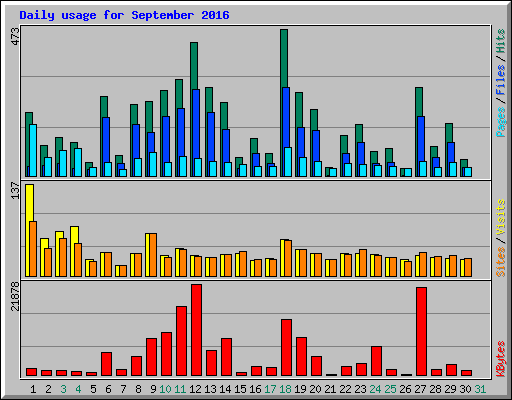 Daily usage for September 2016
473
Pages / Files / Hits
137
Sites / Visits
21878
KBytes
1 2 3 4 5 6 7 8 9 10 11 12 13 14 15 16 17 18 19 20 21 22 23 24 25 26 27 28 29 30 31